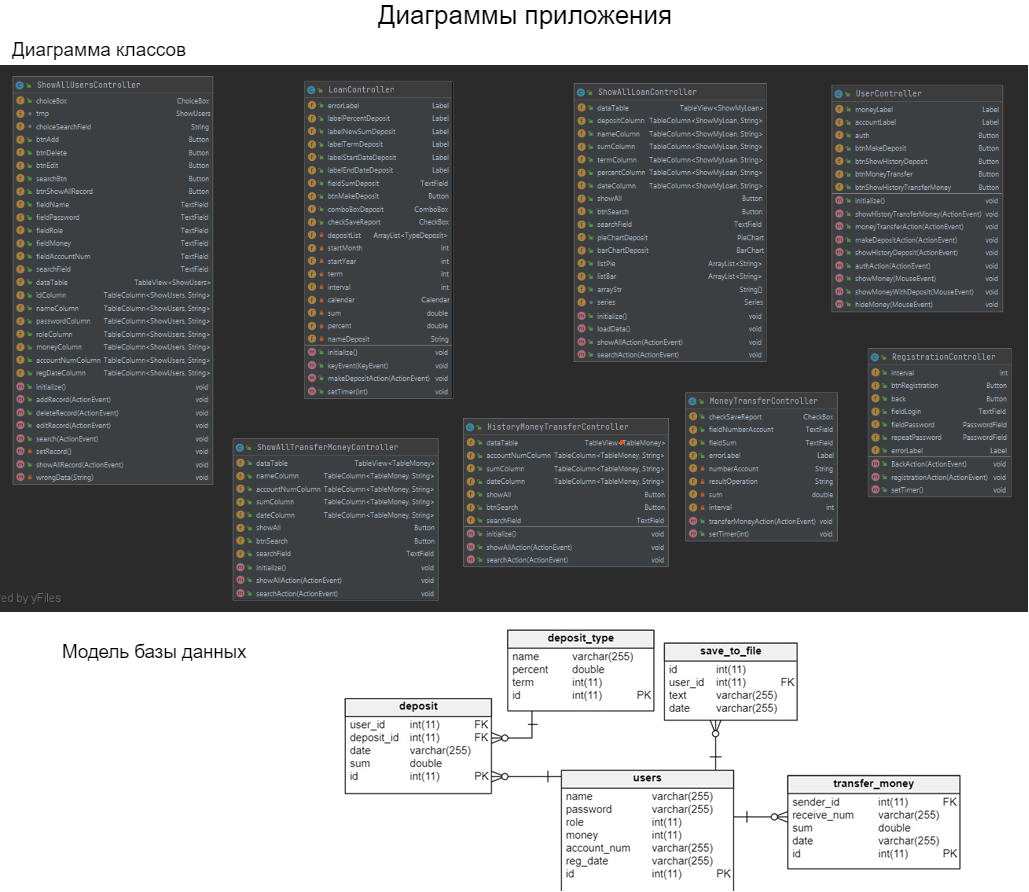 Диаграммы приложения
Диаграмма классов
ShowAllUsersController
choiceBox ChoiceBox
tmp ShowUsers
choiceSearchField String
btnAdd Button
btnDelete Button
btnEdit Button
searchBtn Button
btnShowAllRecord Button
fieldName TextField
fieldPassword TextField
fieldRole TextField
fieldMoney TextField
fieldAccountNum TextField
searchField TextField
dataTable TableView<ShowUsers>
idColumn TableColumn<ShowUsers, String>
nameColumn TableColumn<ShowUsers, String>
passwordColumn TableColumn<ShowUsers, String>
roleColumn TableColumn<ShowUsers, String>
moneyColumn TableColumn<ShowUsers, String>
accountNumColumn TableColumn<ShowUsers, String>
regDateColumn TableColumn<ShowUsers, String>
initialize() void
addRecord(ActionEvent) void
deleteRecord(ActionEvent) void
editRecord(ActionEvent) void
search(ActionEvent) void
setRecord() void
showAllRecord(ActionEvent) void
wrongData(String) void
LoanController
errorLabel Label
labelPercentDeposit Label
labelNewSumDeposit Label
labelTermDeposit Label
labelStartDateDeposit Label
labelEndDateDeposit Label
fieldSumDeposit TextField
btnMakeDeposit Button
comboBoxDeposit ComboBox
checkSaveReport CheckBox
depositList ArrayList<TypeDeposit>
startMonth int
startYear int
term int
interval int
calendar Calendar
sum double
percent double
nameDeposit String
initialize() void
keyEvent(KeyEvent) void
makeDepositAction(ActionEvent) void
setTimer(int) void
ShowAllLoanController
dataTable TableView<ShowMyLoan>
depositColumn TableColumn<ShowMyLoan, String>
nameColumn TableColumn<ShowMyLoan, String>
sumColumn TableColumn<ShowMyLoan, String>
termColumn TableColumn<ShowMyLoan, String>
percentColumn TableColumn<ShowMyLoan, String>
dateColumn TableColumn<ShowMyLoan, String>
showAll Button
btnSearch Button
searchField TextField
pieChartDeposit PieChart
barChartDeposit BarChart
listPie ArrayList<String>
listBar ArrayList<String>
arrayStr String[]
series Series
initialize() void
loadData() void
showAllAction(ActionEvent) void
searchAction(ActionEvent) void
UserController
moneyLabel Label
accountLabel Label
auth Button
btnMakeDeposit Button
btnShowHistoryDeposit Button
btnMoneyTransfer Button
btnShowHistoryTransferMoney Button
initialize() void
showHistoryTransferMoney(ActionEvent) void
moneyTransferAction(ActionEvent) void
makeDepositAction(ActionEvent) void
showHistoryDeposit(ActionEvent) void
authAction(ActionEvent) void
showMoney(MouseEvent) void
showMoneyWithDeposit(MouseEvent) void
hideMoney(MouseEvent) void
RegistrationController
interval int
btnRegistration Button
back Button
fieldLogin TextField
fieldPassword PasswordField
repeatPassword PasswordField
errorLabel Label
BackAction(ActionEvent) void
registrationAction(ActionEvent) void
setTimer() void
MoneyTransferController
checkSaveReport CheckBox
fieldNumberAccount TextField
fieldSum TextField
errorLabel Label
numberAccount String
resultOperation String
sum double
interval int
transferMoneyAction(ActionEvent) void
setTimer(int) void
HistoryMoneyTransferController
dataTable TableView<TableMoney>
accountNumColumn TableColumn<TableMoney, String>
sumColumn TableColumn<TableMoney, String>
dateColumn TableColumn<TableMoney, String>
showAll Button
btnSearch Button
searchField TextField
initialize() void
showAllAction(ActionEvent) void
searchAction(ActionEvent) void
ShowAllTransferMoneyController
dataTable TableView<TableMoney>
nameColumn TableColumn<TableMoney, String>
accountNumColumn TableColumn<TableMoney, String>
sumColumn TableColumn<TableMoney, String>
dateColumn TableColumn<TableMoney, String>
showAll Button
btnSearch Button
searchField TextField
initialize() void
showAllAction(ActionEvent) void
searchAction(ActionEvent) void
ed by yFiles
Модель базы данных
deposit_type
name varchar(255)
percent double
term int(11)
id int(11) PK
save_to_file
id int(11)
user_id int(11) FK
text varchar(255)
date varchar(255)
deposit
user_id int(11) FK
deposit_id int(11) FK
date varchar(255)
sum double
id int(11) PK
users
name varchar(255)
password varchar(255)
role int(11)
money int(11)
account_num varchar(255)
reg_date varchar(255)
id int(11) PK
transfer_money
sender_id int(11) FK
receive_num varchar(255)
sum double
date varchar(255)
id int(11) PK